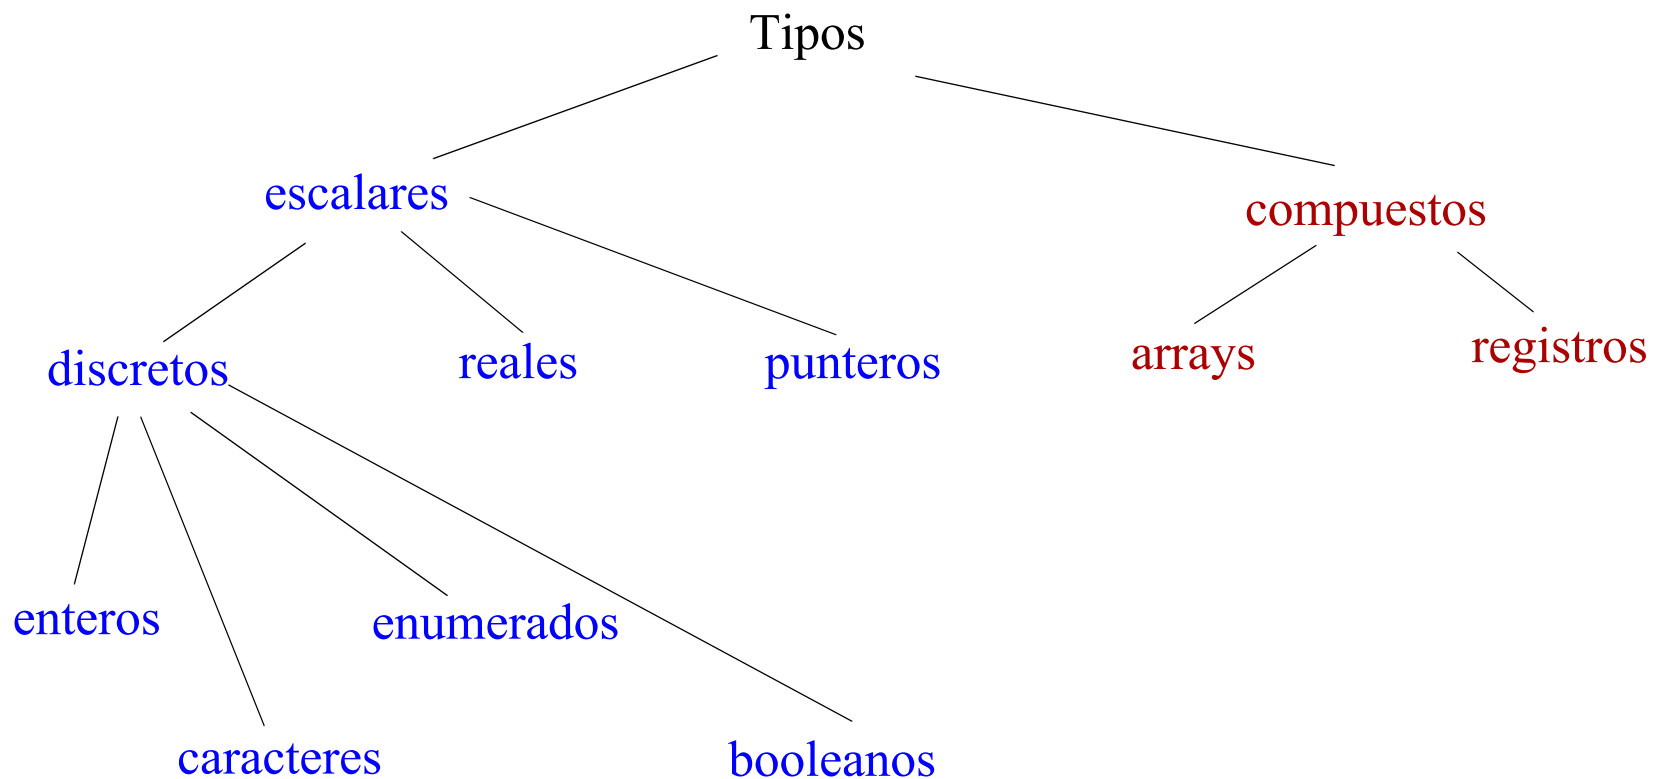 Tipos
escalares
compuestos
discretos
reales
punteros
arrays
registros
enteros
enumerados
caracteres
booleanos